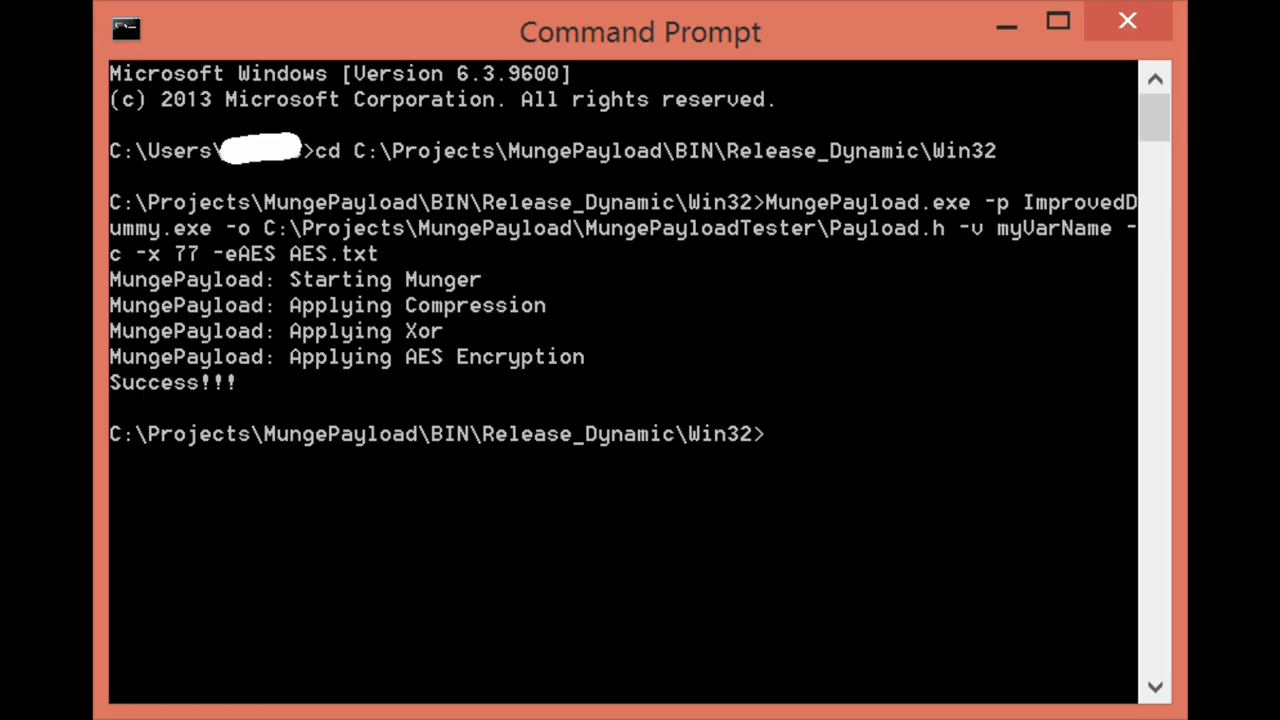 Command Prompt
Microsoft Windows [Version 6.3.9600]
(c) 2013 Microsoft Corporation. All rights reserved.
C:\Users\ >cd C:\Projects\MungePayload\BIN\Release_Dynamic\Win32
C:\Projects\MungePayload\BIN\Release_Dynamic\Win32>MungePayload.exe -p ImprovedD
ummy.exe -o C:\Projects\MungePayload\MungePayloadTester\Payload.h -v myVarName -
c -x 77 -eAES AES.txt
MungePayload: Starting Munger
MungePayload: Applying Compression
MungePayload: Applying Xor
MungePayload: Applying AES Encryption
Success!!!
C:\Projects\MungePayload\BIN\Release_Dynamic\Win32>